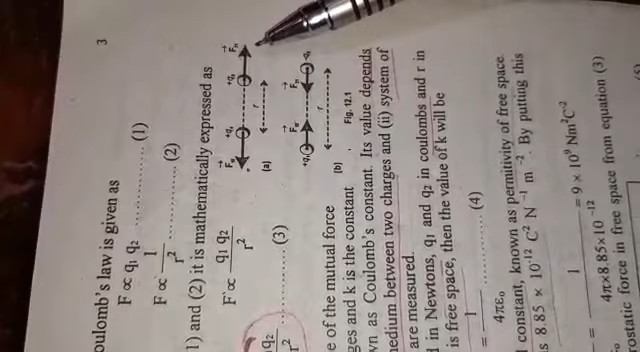 3
oulomb's law is given as
F ∝ q₁ q₂ ............... (1)
F ∝ 1/r² ............... (2)
1) and (2) it is mathematically expressed as
F ∝ q₁ q₂/r²
q₂/r² ............... (3)
(a)
(b)
Fig. 12.1
e of the mutual force
ges and k is the constant
wn as Coulomb's constant. Its value depends
nedium between two charges and (ii) system of
are measured.
d in Newtons, q₁ and q₂ in coulombs and r in
is free space, then the value of k will be
= 1/4πε₀ ............... (4)
l constant, known as permitivity of free space
s 8.85 × 10⁻¹² C² N⁻¹ m⁻². By putting this
= 1/4π×8.85×10⁻¹² = 9 × 10⁹ Nm²C⁻²
rostatic force in free space from equation (3)